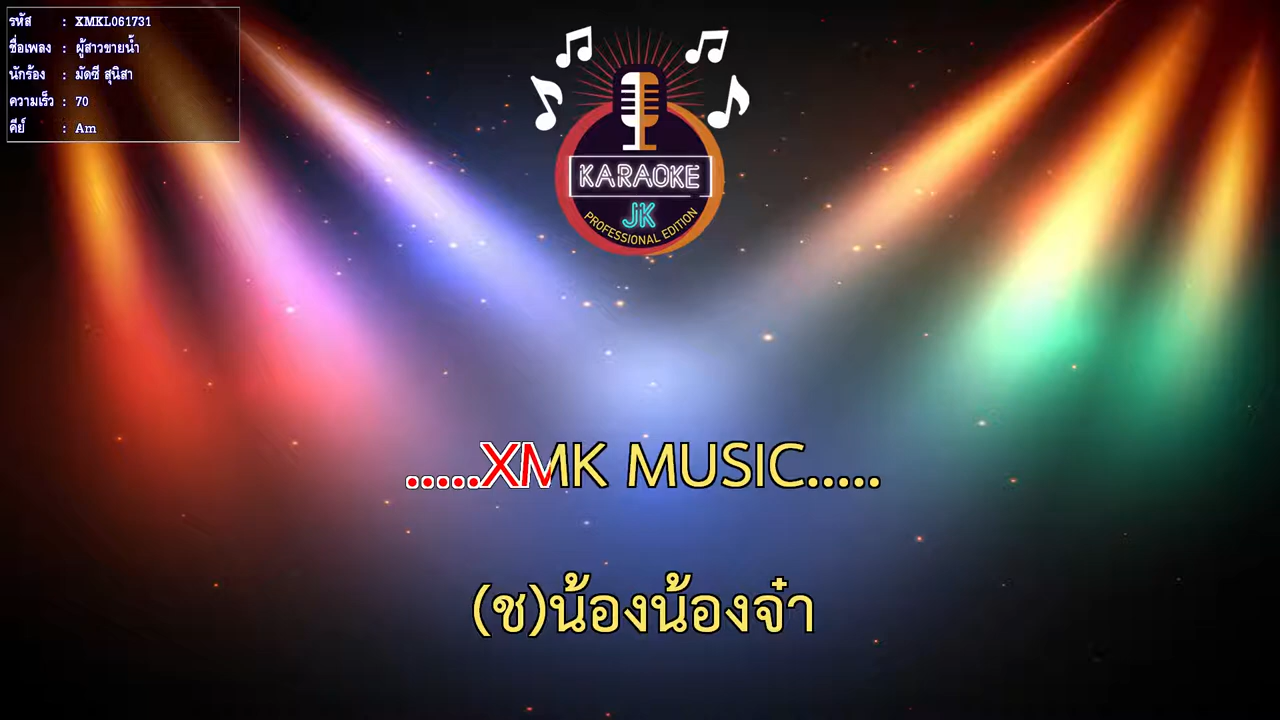 รหัส : XMKL061731
ชื่อเพลง : ผู้สาวขายน้ำ
นักร้อง : มัดซี สุนิสา
ความเร็ว : 70
คีย์ : Am
KARAOKE
JK
PROFESSIONAL EDITION
.....XMK MUSIC.....
(ช)น้องน้องจ๋า